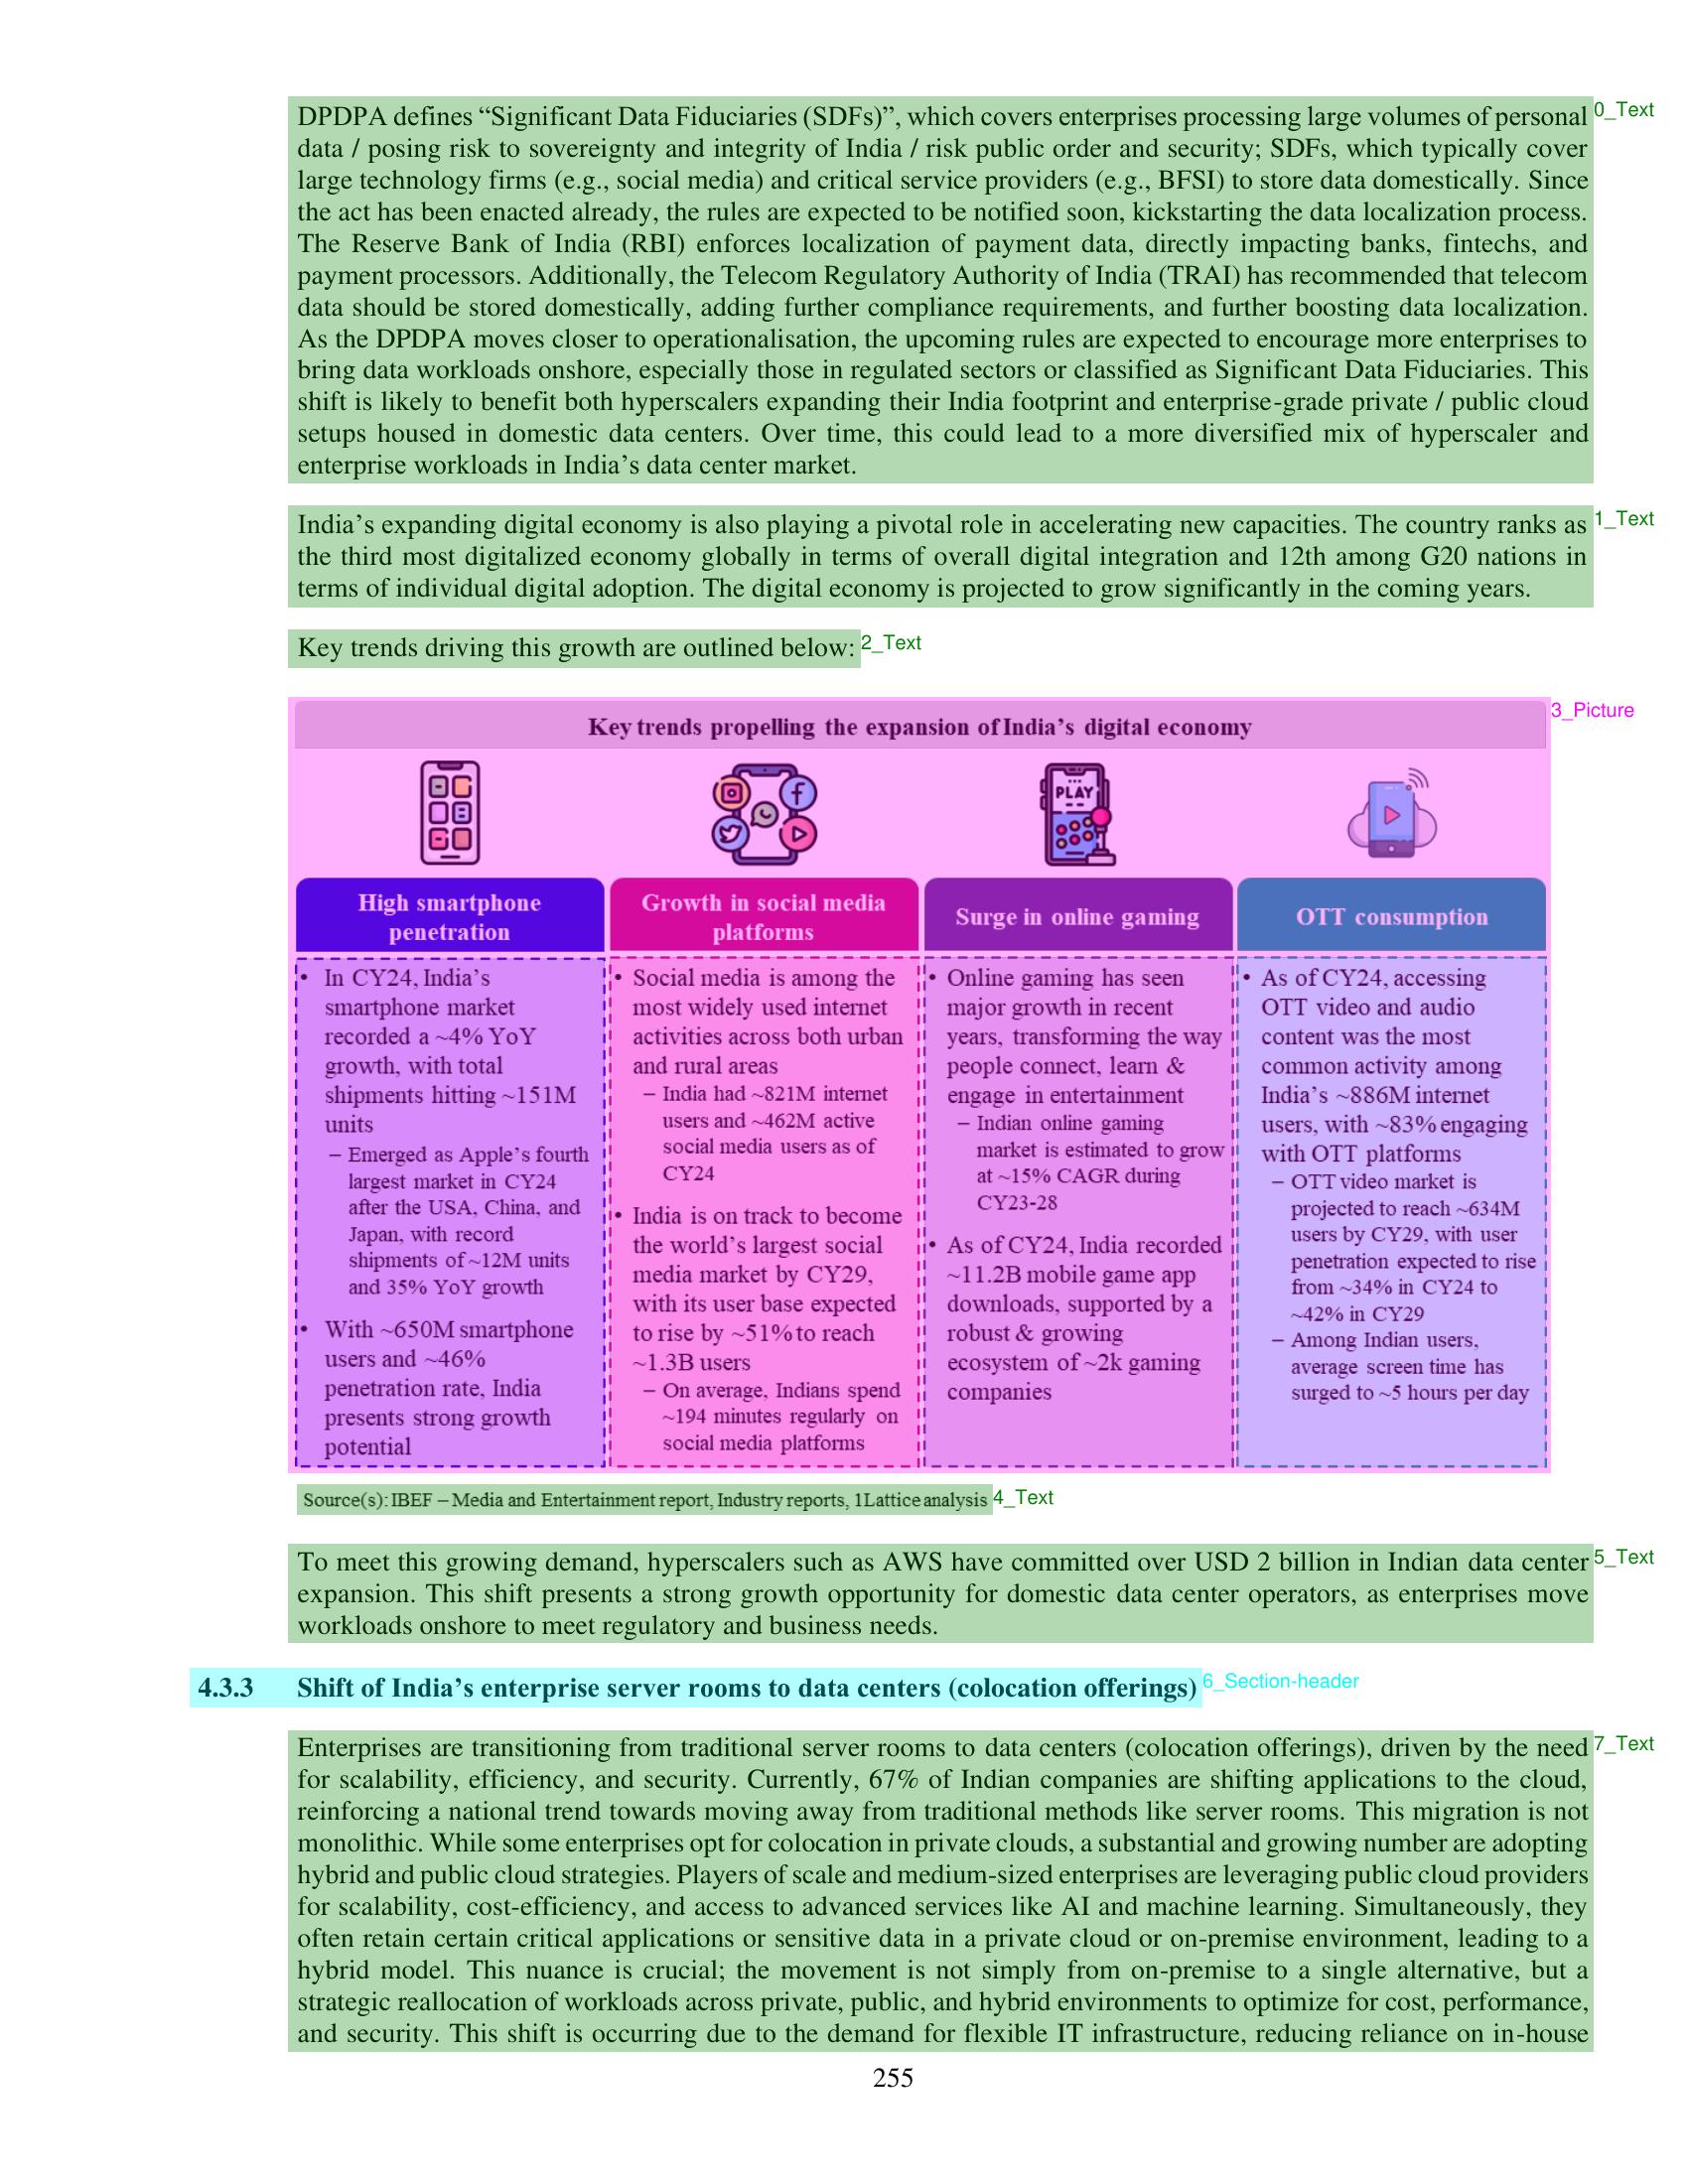 DPDPA defines “Significant Data Fiduciaries (SDFs)”, which covers enterprises processing large volumes of personal
data / posing risk to sovereignty and integrity of India / risk public order and security; SDFs, which typically cover
large technology firms (e.g., social media) and critical service providers (e.g., BFSI) to store data domestically. Since
the act has been enacted already, the rules are expected to be notified soon, kickstarting the data localization process.
The Reserve Bank of India (RBI) enforces localization of payment data, directly impacting banks, fintechs, and
payment processors. Additionally, the Telecom Regulatory Authority of India (TRAI) has recommended that telecom
data should be stored domestically, adding further compliance requirements, and further boosting data localization.
As the DPDPA moves closer to operationalisation, the upcoming rules are expected to encourage more enterprises to
bring data workloads onshore, especially those in regulated sectors or classified as Significant Data Fiduciaries. This
shift is likely to benefit both hyperscalers expanding their India footprint and enterprise-grade private / public cloud
setups housed in domestic data centers. Over time, this could lead to a more diversified mix of hyperscaler and
enterprise workloads in India’s data center market.
0_Text
India’s expanding digital economy is also playing a pivotal role in accelerating new capacities. The country ranks as
the third most digitalized economy globally in terms of overall digital integration and 12th among G20 nations in
terms of individual digital adoption. The digital economy is projected to grow significantly in the coming years.
1_Text
Key trends driving this growth are outlined below:
2_Text
3_Picture
Key trends propelling the expansion of India’s digital economy
PLAY
High smartphone
penetration
• In CY24, India’s
smartphone market
recorded a ~4% YoY
growth, with total
shipments hitting ~151M
units
– Emerged as Apple’s fourth
largest market in CY24
after the USA, China, and
Japan, with record
shipments of ~12M units
and 35% YoY growth
• With ~650M smartphone
users and ~46%
penetration rate, India
presents strong growth
potential
Growth in social media
platforms
• Social media is among the
most widely used internet
activities across both urban
and rural areas
– India had ~821M internet
users and ~462M active
social media users as of
CY24
• India is on track to become
the world’s largest social
media market by CY29,
with its user base expected
to rise by ~51% to reach
~1.3B users
– On average, Indians spend
~194 minutes regularly on
social media platforms
Surge in online gaming
• Online gaming has seen
major growth in recent
years, transforming the way
people connect, learn &
engage in entertainment
– Indian online gaming
market is estimated to grow
at ~15% CAGR during
CY23-28
• As of CY24, India recorded
~11.2B mobile game app
downloads, supported by a
robust & growing
ecosystem of ~2k gaming
companies
OTT consumption
• As of CY24, accessing
OTT video and audio
content was the most
common activity among
India’s ~886M internet
users, with ~83% engaging
with OTT platforms
– OTT video market is
projected to reach ~634M
users by CY29, with user
penetration expected to rise
from ~34% in CY24 to
~42% in CY29
– Among Indian users,
average screen time has
surged to ~5 hours per day
Source(s): IBEF – Media and Entertainment report, Industry reports, 1Lattice analysis
4_Text
To meet this growing demand, hyperscalers such as AWS have committed over USD 2 billion in Indian data center
expansion. This shift presents a strong growth opportunity for domestic data center operators, as enterprises move
workloads onshore to meet regulatory and business needs.
5_Text
4.3.3 Shift of India’s enterprise server rooms to data centers (colocation offerings)
6_Section-header
Enterprises are transitioning from traditional server rooms to data centers (colocation offerings), driven by the need
for scalability, efficiency, and security. Currently, 67% of Indian companies are shifting applications to the cloud,
reinforcing a national trend towards moving away from traditional methods like server rooms. This migration is not
monolithic. While some enterprises opt for colocation in private clouds, a substantial and growing number are adopting
hybrid and public cloud strategies. Players of scale and medium-sized enterprises are leveraging public cloud providers
for scalability, cost-efficiency, and access to advanced services like AI and machine learning. Simultaneously, they
often retain certain critical applications or sensitive data in a private cloud or on-premise environment, leading to a
hybrid model. This nuance is crucial; the movement is not simply from on-premise to a single alternative, but a
strategic reallocation of workloads across private, public, and hybrid environments to optimize for cost, performance,
and security. This shift is occurring due to the demand for flexible IT infrastructure, reducing reliance on in-house
7_Text
255